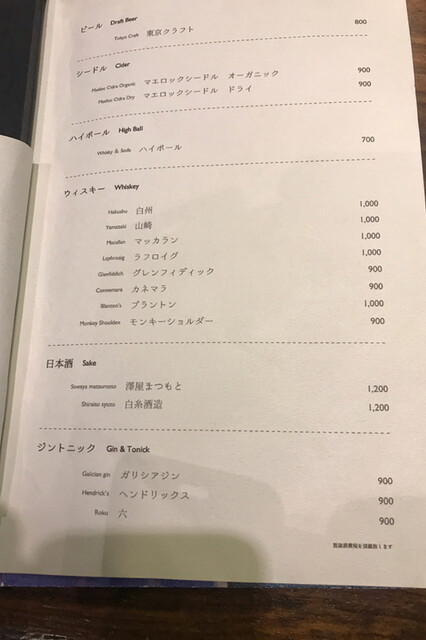 ビール Draft Beer
Tokyo Craft 東京クラフト 800
シードル Cider
Maeloc Cidra Organic マエロックシードル オーガニック 900
Maeloc Cidra Dry マエロックシードル ドライ 900
ハイボール High Ball
Whisky & Soda ハイボール 700
ウィスキー Whiskey
Hakushu 白州 1,000
Yamazaki 山崎 1,000
Macallan マッカラン 1,000
Laphroaig ラフロイグ 1,000
Glenfiddich グレンフィディック 900
Connemara カネマラ 900
Blanton's ブラントン 1,000
Monkey Shoulder モンキーショルダー 900
日本酒 Sake
Sawaya matsumoto 澤屋まつもと 1,200
Shiraito syuzo 白糸酒造 1,200
ジントニック Gin & Tonick
Galician gin ガリシアジン 900
Hendrick's ヘンドリックス 900
Roku 六 900